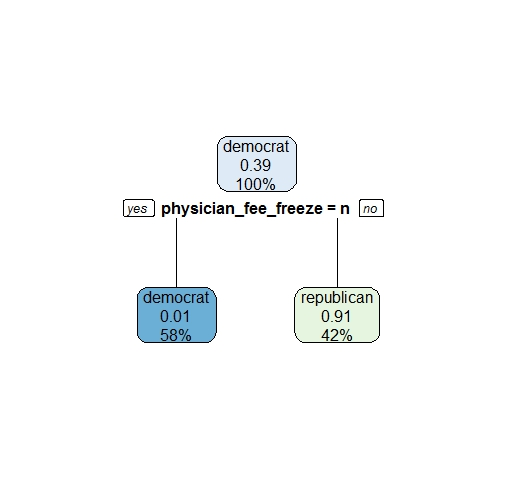 democrat
0.39
100%
yes physician_fee_freeze = n no
democrat
0.01
58%
republican
0.91
42%